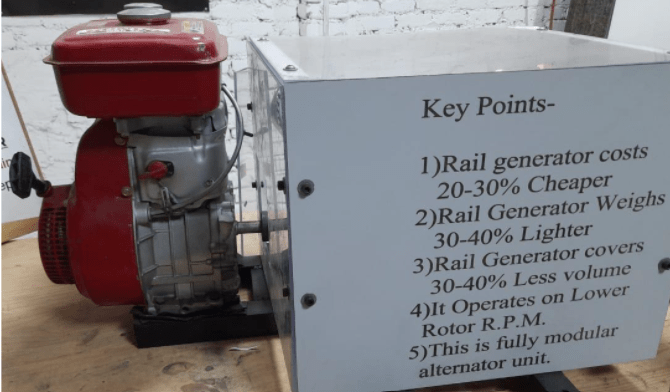 Key Points-
1)Rail generator costs
20-30% Cheaper
2)Rail Generator Weighs
30-40% Lighter
3)Rail Generator covers
30-40% Less volume
4)It Operates on Lower
Rotor R.P.M.
5)This is fully modular
alternator unit.